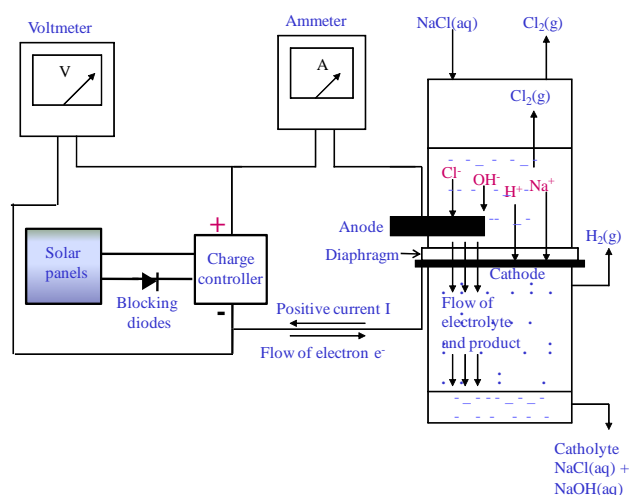 Voltmeter
Ammeter
NaCl(aq)
Cl₂(g)
V
A
Cl₂(g)
Cl⁻
OH⁻
H⁺
Na⁺
Anode
H₂(g)
+
Solar
panels
Charge
controller
Diaphragm
Cathode
Blocking
diodes
-
Positive current I
Flow of electron e⁻
Flow of
electrolyte
and product
Catholyte
NaCl(aq) +
NaOH(aq)